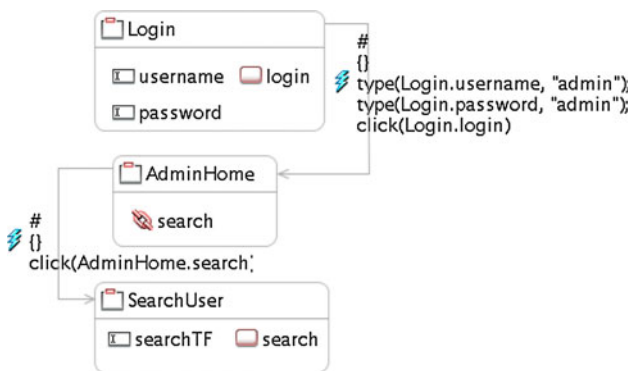 Login
username login
password
#
{}
type(Login.username, "admin");
type(Login.password, "admin");
click(Login.login)
AdminHome
search
#
{}
click(AdminHome.search;
SearchUser
searchTF search